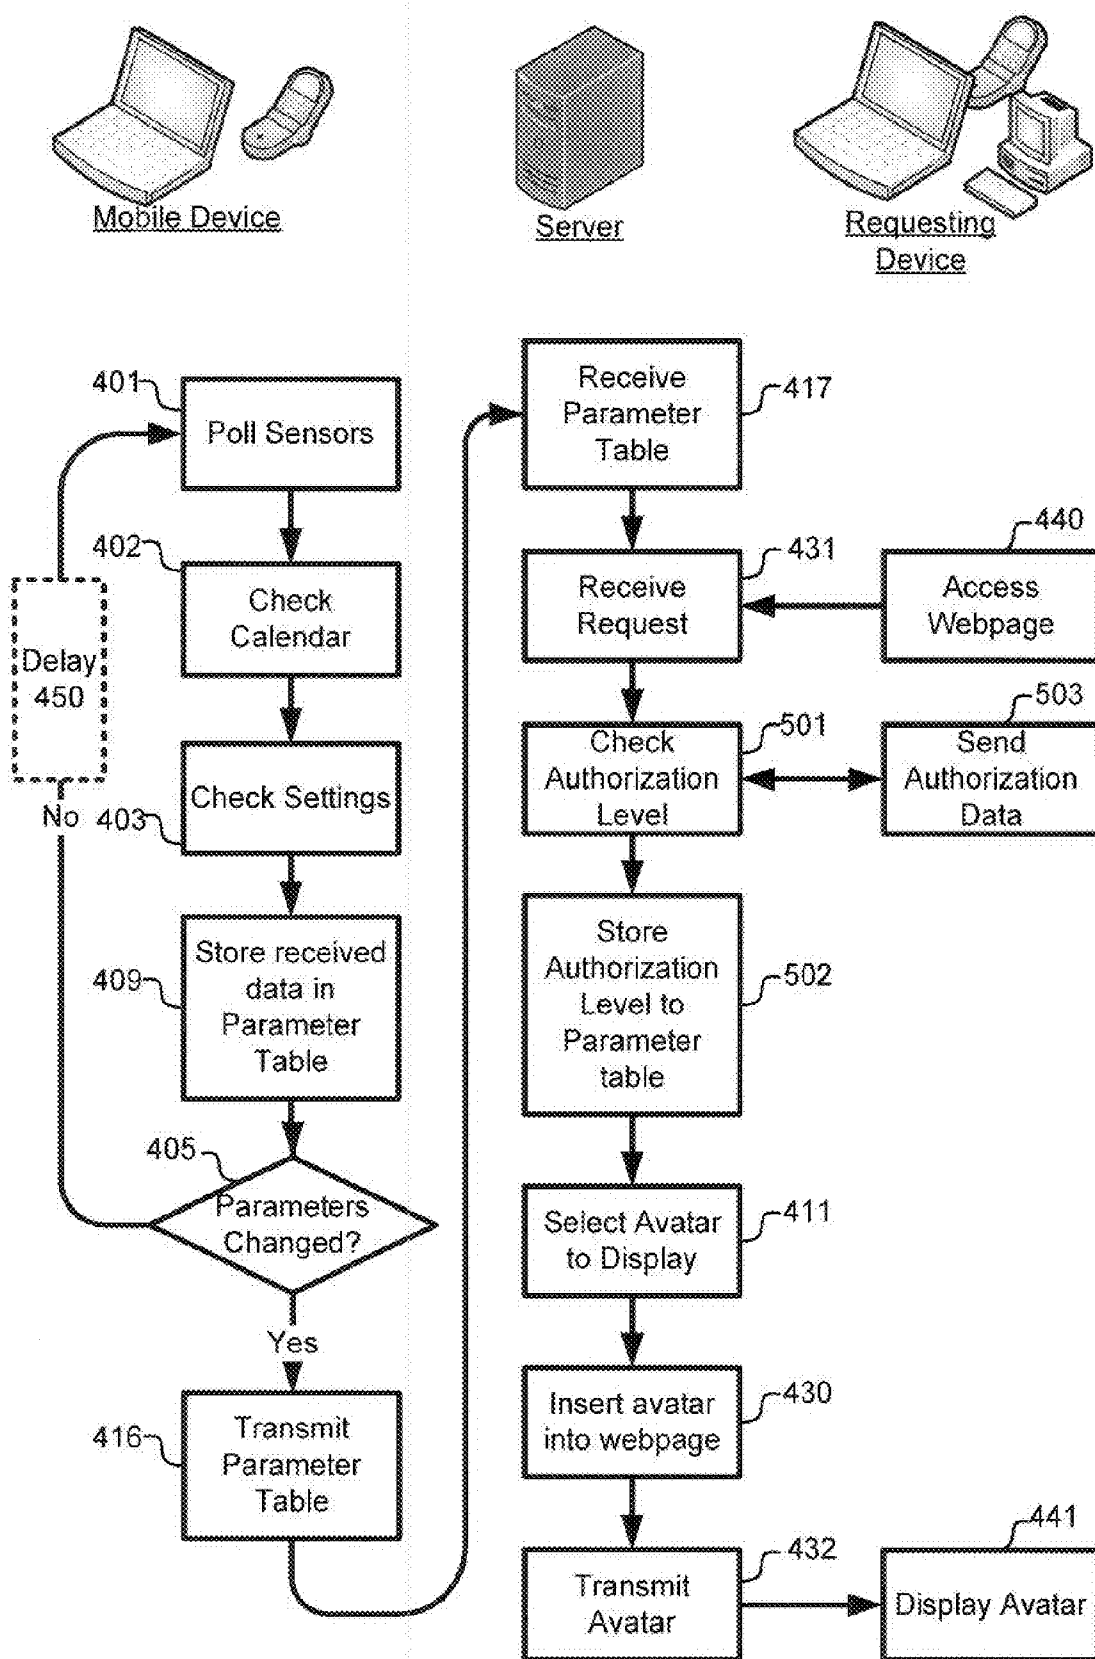 Mobile Device
Server
Requesting
Device
401
Poll Sensors
402
Check
Calendar
Delay
450
No
403
Check Settings
409
Store received
data in
Parameter
Table
405
Parameters
Changed?
Yes
416
Transmit
Parameter
Table
Receive
Parameter
Table
417
Receive
Request
431
440
Access
Webpage
Check
Authorization
Level
501
503
Send
Authorization
Data
Store
Authorization
Level to
Parameter
table
502
Select Avatar
to Display
411
Insert avatar
into webpage
430
Transmit
Avatar
432
441
Display Avatar